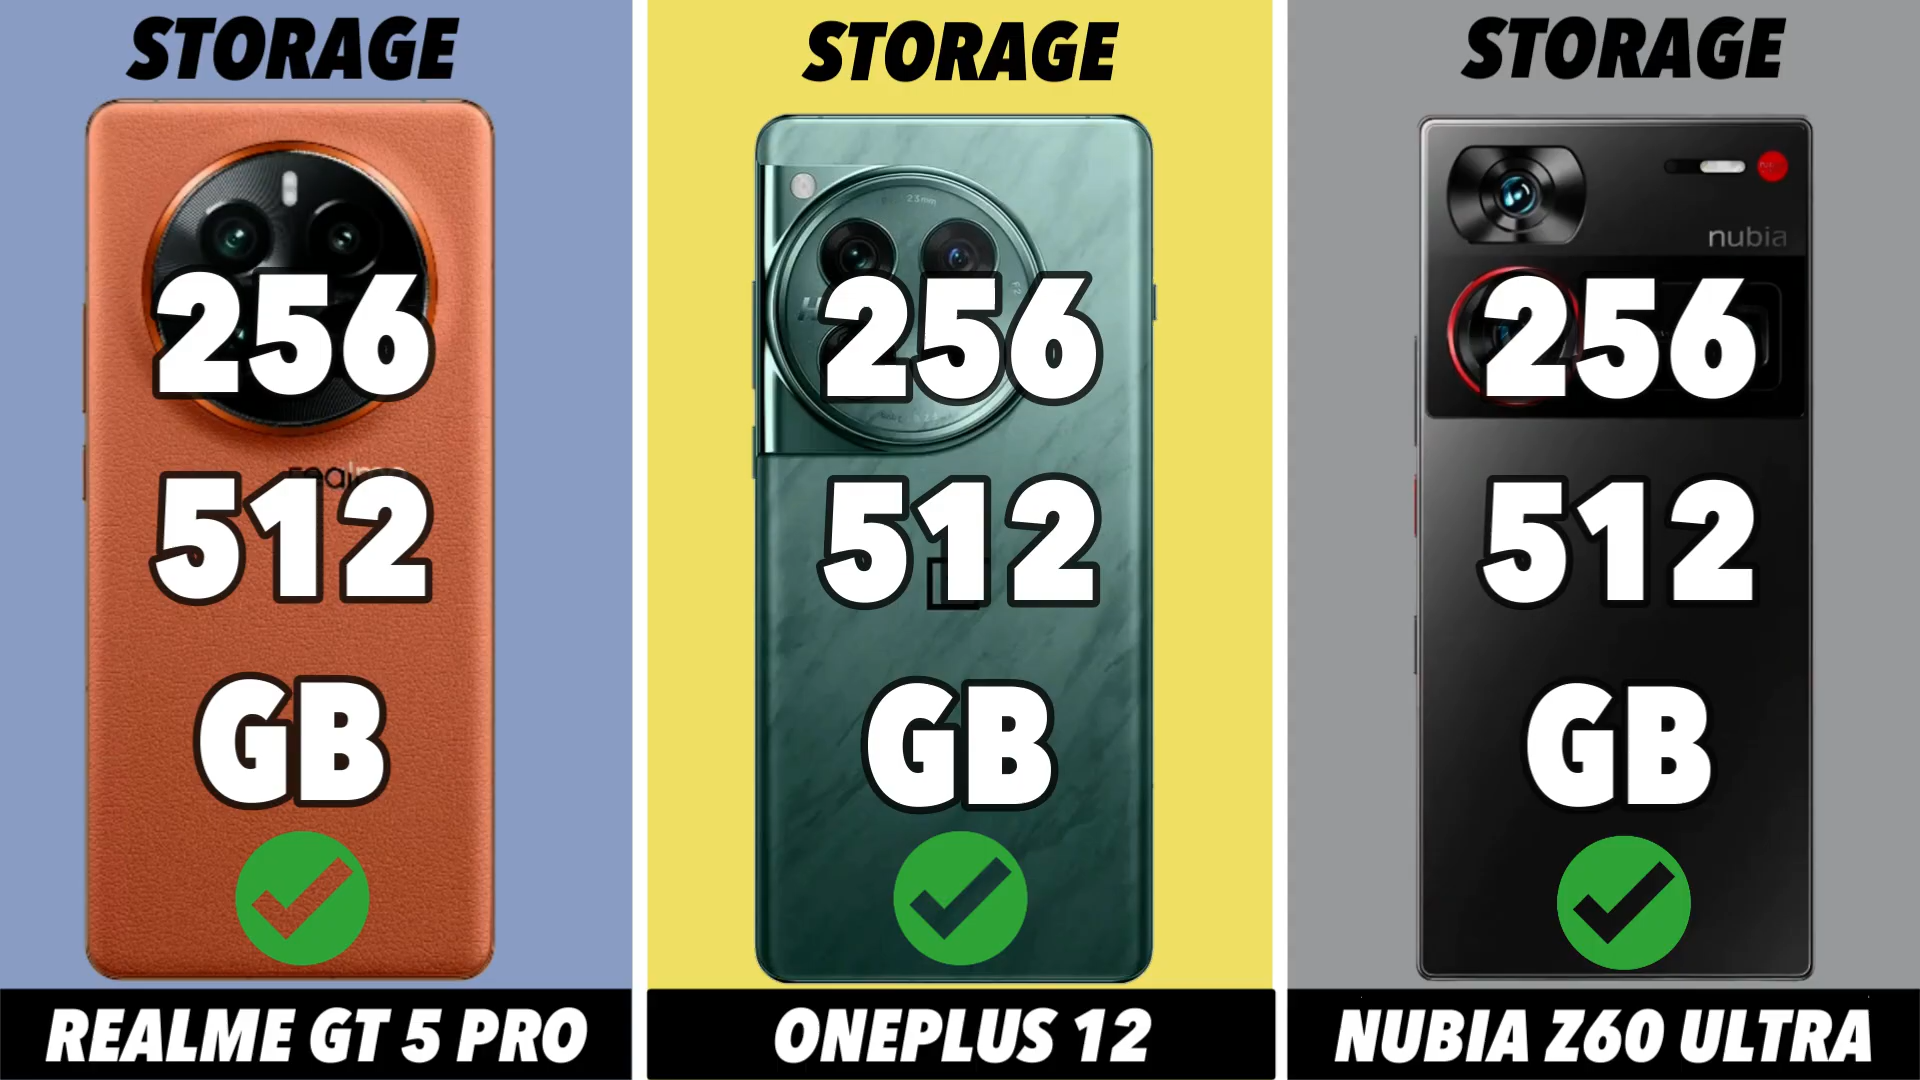 STORAGE
256
512
GB
REALME GT 5 PRO
STORAGE
23mm
256
512
GB
ONEPLUS 12
STORAGE
nubia
256
512
GB
NUBIA Z60 ULTRA